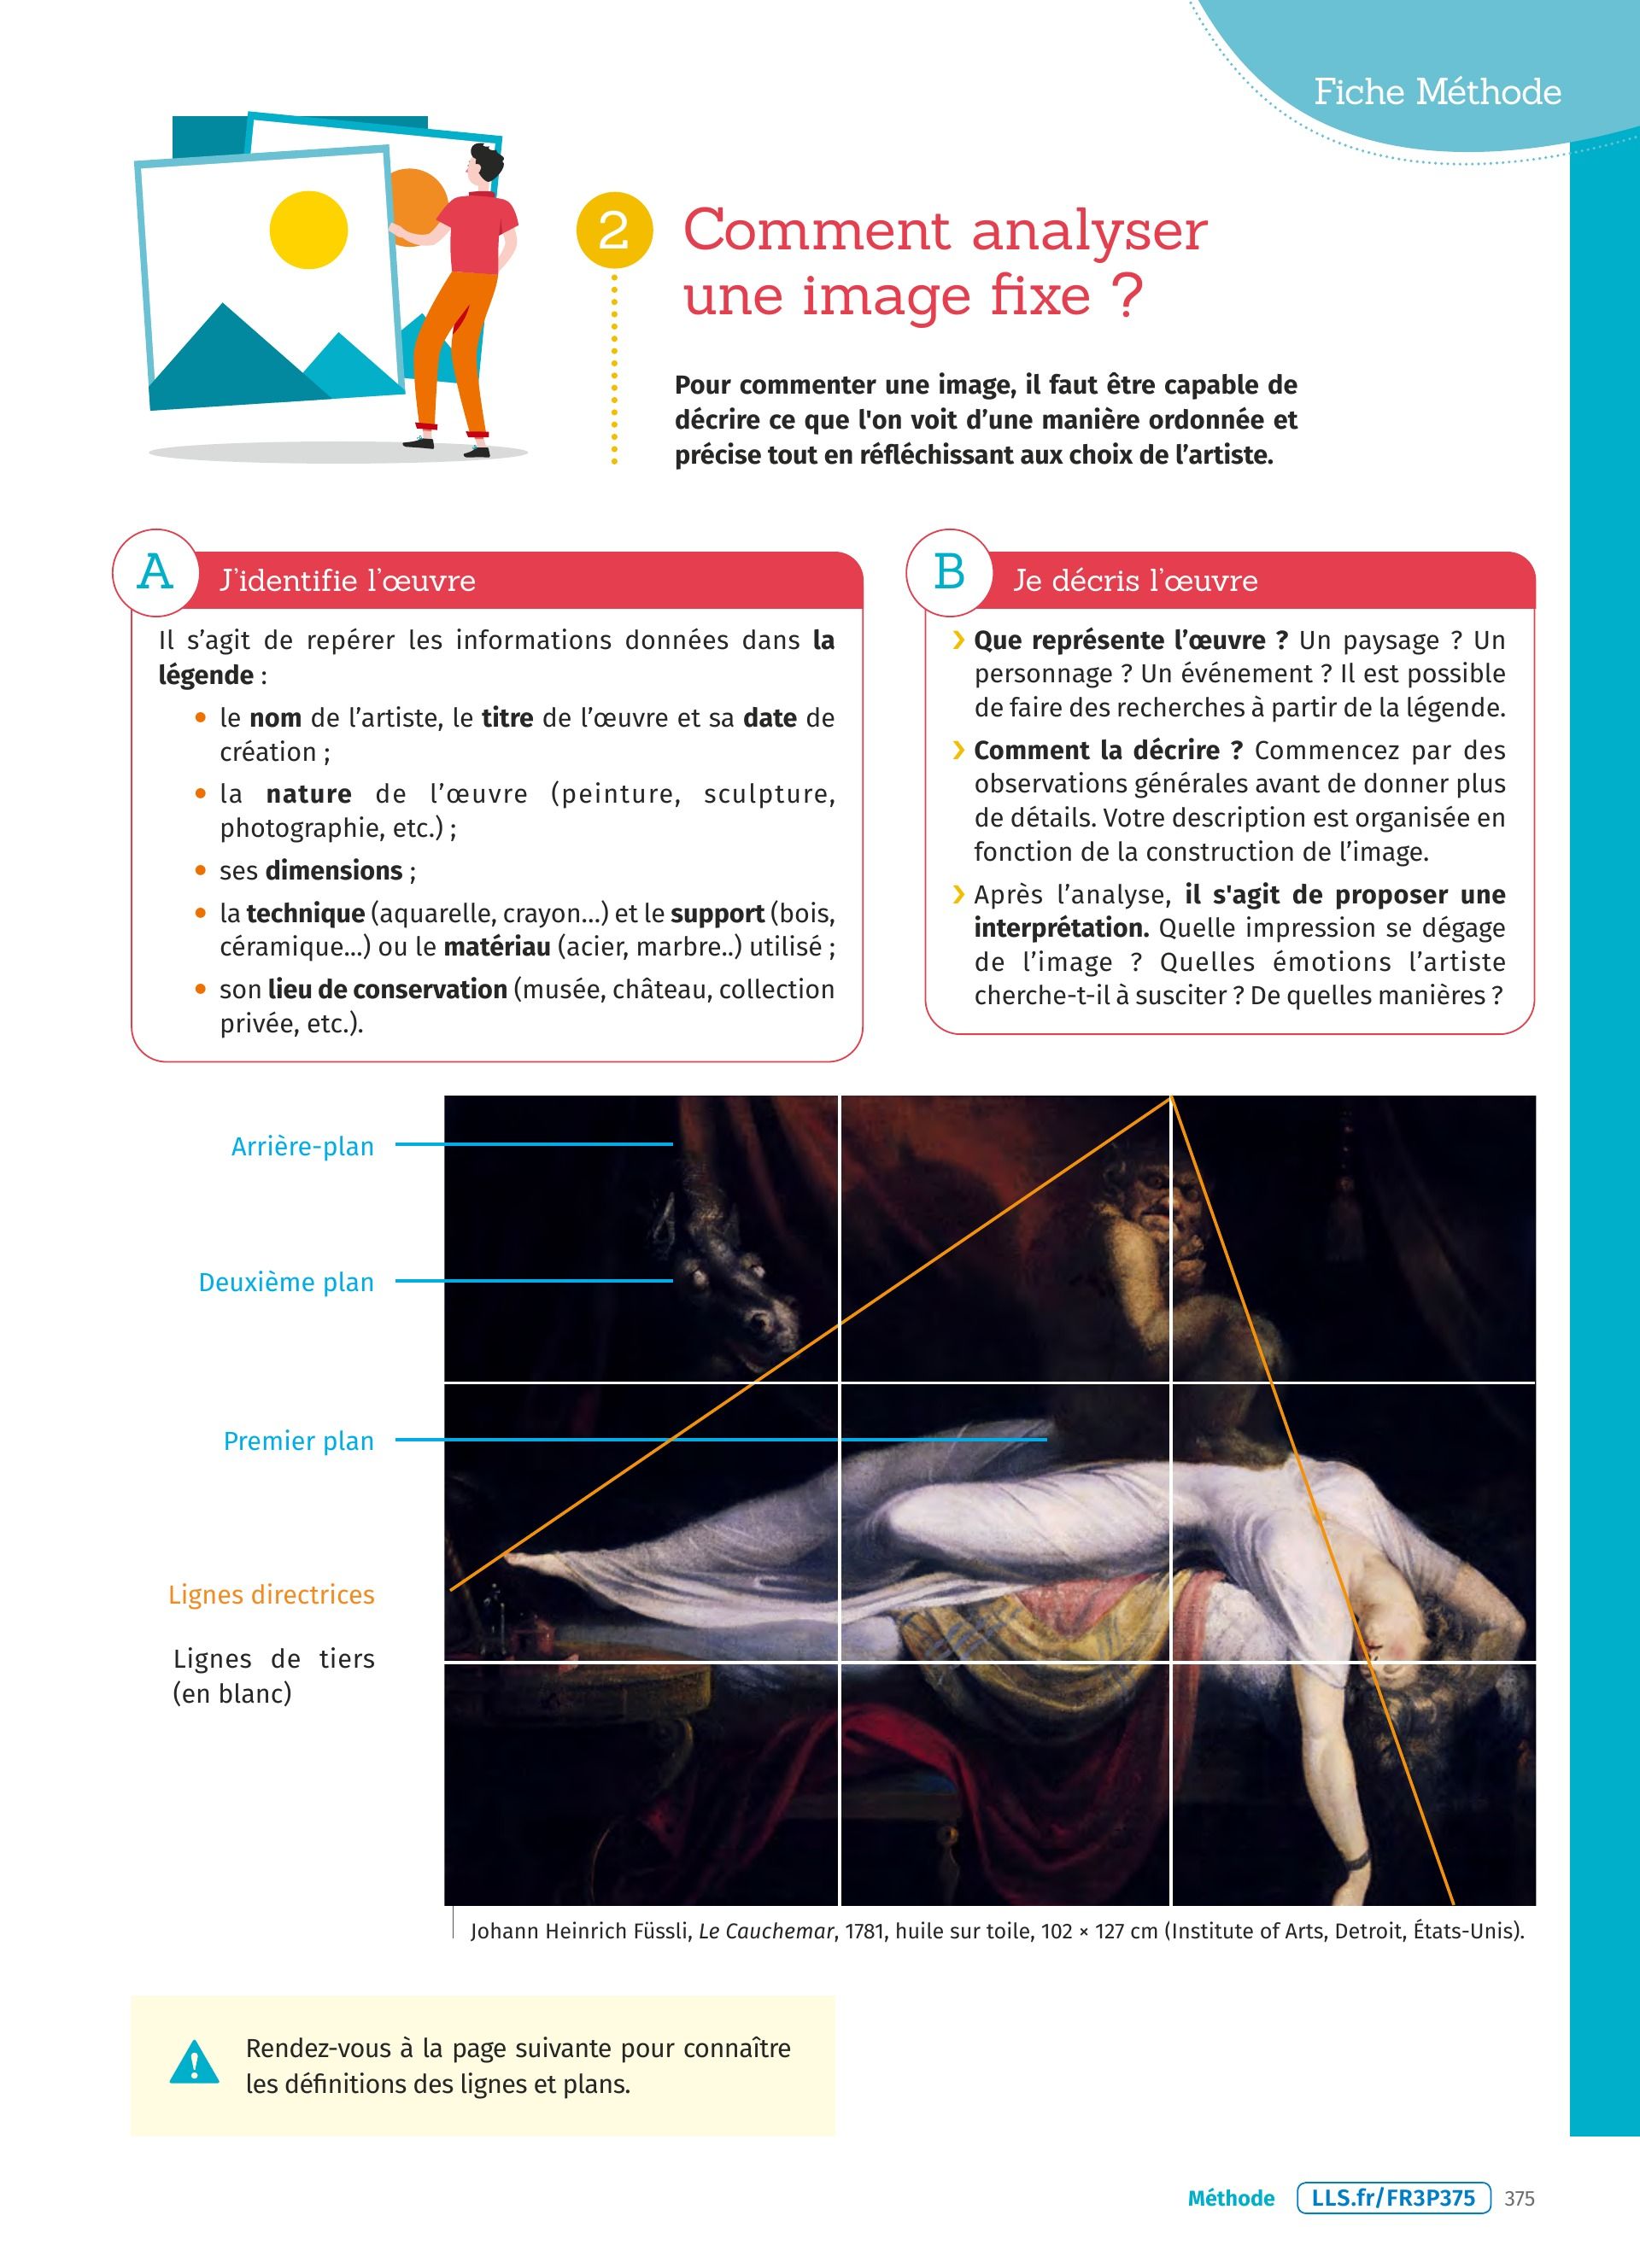 Fiche Méthode
2
Comment analyser
une image fixe ?
Pour commenter une image, il faut être capable de
décrire ce que l'on voit d’une manière ordonnée et
précise tout en réfléchissant aux choix de l’artiste.
A
J’identifie l’œuvre
Il s’agit de repérer les informations données dans la
légende :
• le nom de l’artiste, le titre de l’œuvre et sa date de
création ;
• la nature de l’œuvre (peinture, sculpture,
photographie, etc.) ;
• ses dimensions ;
• la technique (aquarelle, crayon...) et le support (bois,
céramique...) ou le matériau (acier, marbre..) utilisé ;
• son lieu de conservation (musée, château, collection
privée, etc.).
B
Je décris l’œuvre
› Que représente l’œuvre ? Un paysage ? Un
personnage ? Un événement ? Il est possible
de faire des recherches à partir de la légende.
› Comment la décrire ? Commencez par des
observations générales avant de donner plus
de détails. Votre description est organisée en
fonction de la construction de l’image.
› Après l’analyse, il s'agit de proposer une
interprétation. Quelle impression se dégage
de l’image ? Quelles émotions l’artiste
cherche-t-il à susciter ? De quelles manières ?
Arrière-plan
Deuxième plan
Premier plan
Lignes directrices
Lignes de tiers
(en blanc)
Johann Heinrich Füssli, Le Cauchemar, 1781, huile sur toile, 102 × 127 cm (Institute of Arts, Detroit, États-Unis).
!
Rendez-vous à la page suivante pour connaître
les définitions des lignes et plans.
Méthode LLS.fr/FR3P375 375